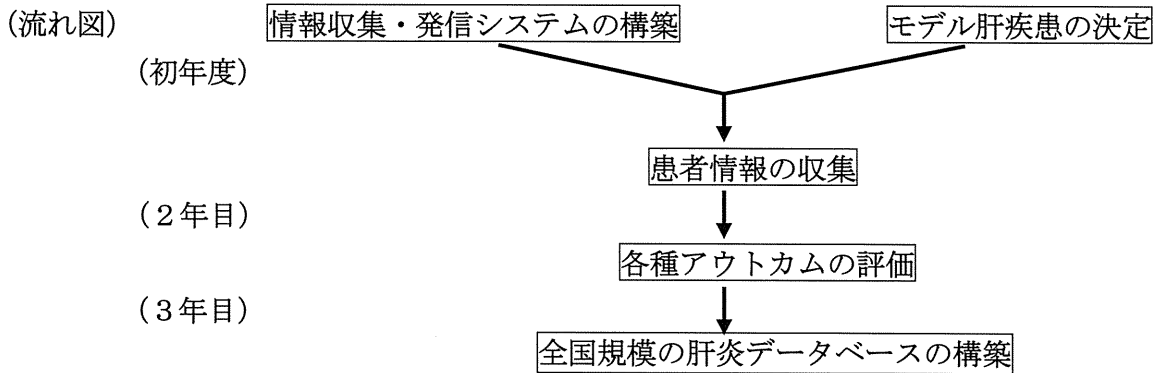 (流れ図) 情報収集・発信システムの構築 モデル肝疾患の決定
(初年度)
患者情報の収集
(２年目)
各種アウトカムの評価
(３年目)
全国規模の肝炎データベースの構築